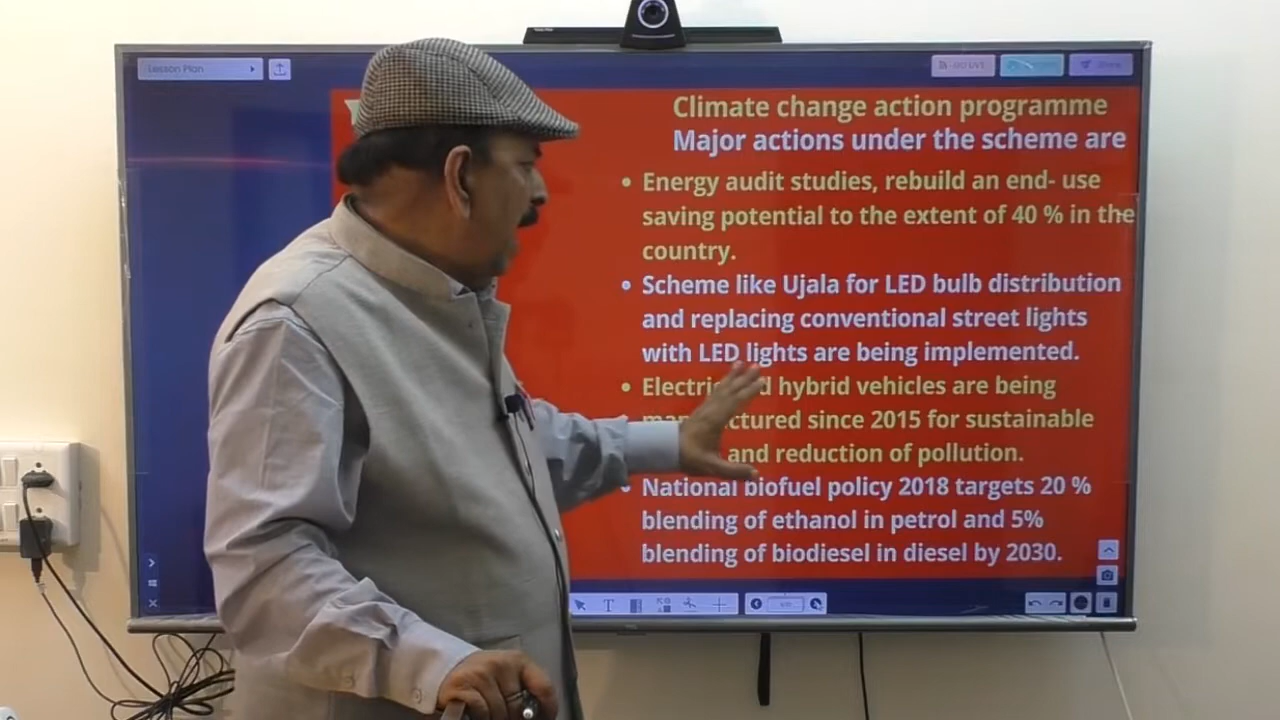 Lesson Plan
Climate change action programme
Major actions under the scheme are
• Energy audit studies, rebuild an end- use
saving potential to the extent of 40 % in the
country.
• Scheme like Ujala for LED bulb distribution
and replacing conventional street lights
with LED lights are being implemented.
• hybrid vehicles are being
since 2015 for sustainable
and reduction of pollution.
• National biofuel policy 2018 targets 20 %
blending of ethanol in petrol and 5%
blending of biodiesel in diesel by 2030.
T